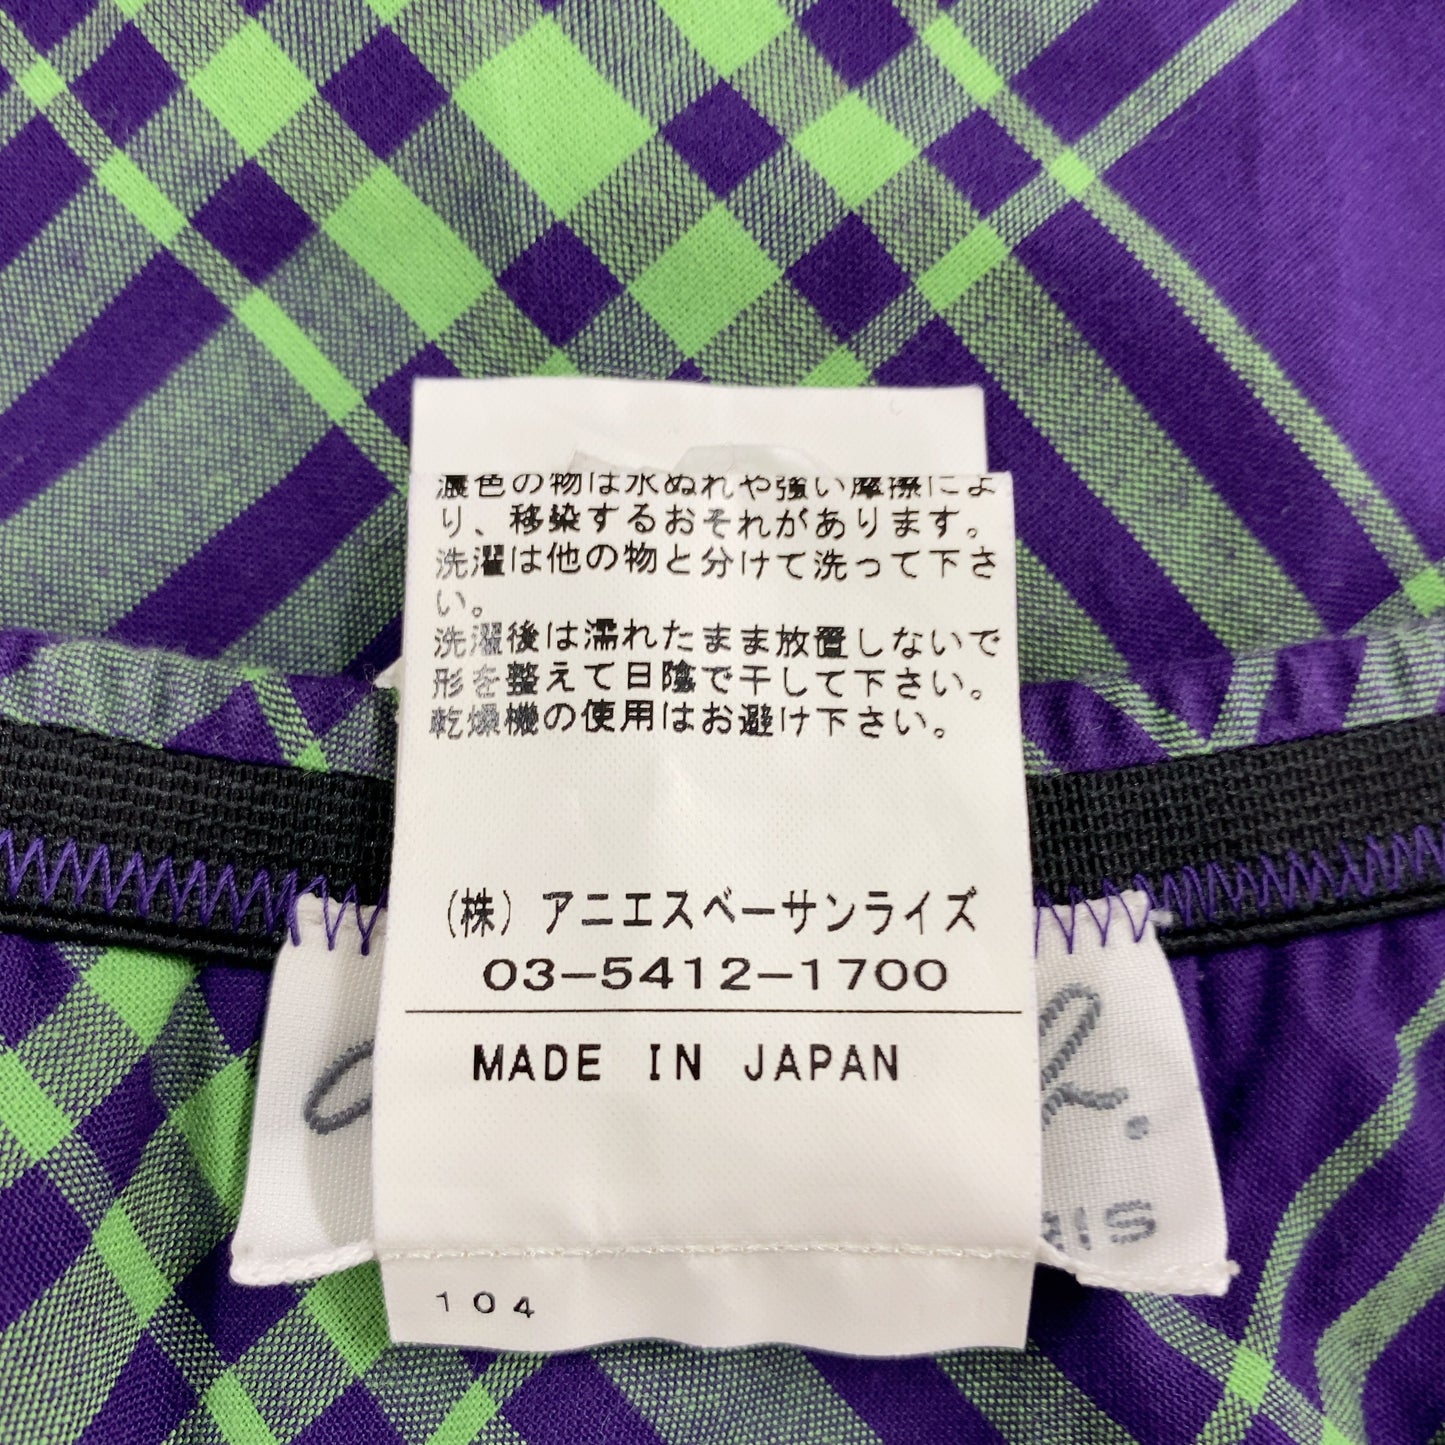 濃色の物は水ぬれや強い摩擦によ
り、移染するおそれがあります。
洗濯は他の物と分けて洗って下さ
い。
洗濯後は濡れたまま放置しないで
形を整えて日陰で干して下さい。
乾燥機の使用はお避け下さい。
(株) アニエスベーサンライズ
03-5412-1700
MADE IN JAPAN
104